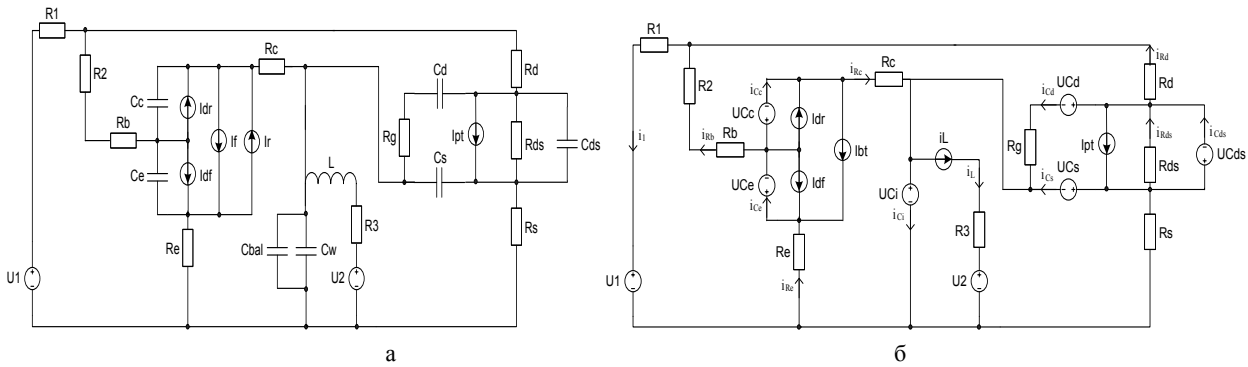 R1
R2
Rb
Cc
Ce
Idr
Idf
If
Ir
Rc
Re
L
Cbal
Cw
R3
U2
U1
Cd
Rg
Cs
Ipt
Rd
Rds
Cds
Rs
а
R1
R2
i1
iRb
Rb
iCc
UCc
UCe
iCe
Idr
Idf
Ibt
iRc
Rc
Re
iRe
U1
iL
iL
UCi
iCi
R3
U2
iCd
UCd
Rg
iCs
UCs
Ipt
iRd
Rd
iRds
Rds
iCds
UCds
Rs
б